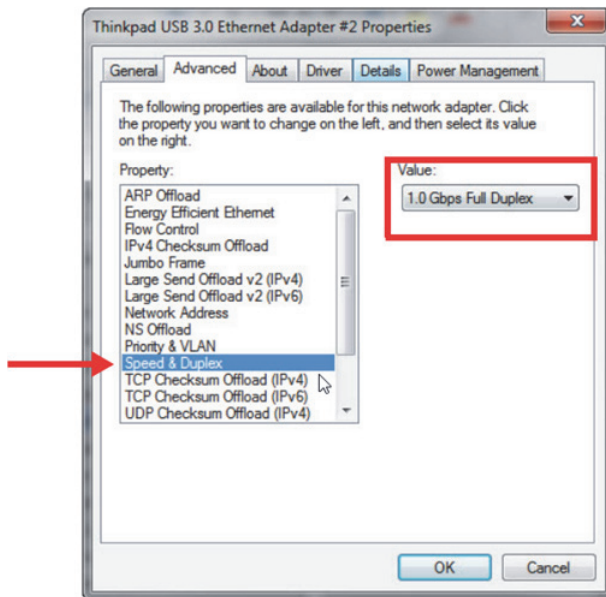 Thinkpad USB 3.0 Ethernet Adapter #2 Properties
General Advanced About Driver Details Power Management
The following properties are available for this network adapter. Click
the property you want to change on the left, and then select its value
on the right.
Property:
Value:
ARP Offload
Energy Efficient Ethernet
Flow Control
IPv4 Checksum Offload
Jumbo Frame
Large Send Offload v2 (IPv4)
Large Send Offload v2 (IPv6)
Network Address
NS Offload
Priority & VLAN
Speed & Duplex
TCP Checksum Offload (IPv4)
TCP Checksum Offload (IPv6)
UDP Checksum Offload (IPv4)
1.0 Gbps Full Duplex
OK Cancel